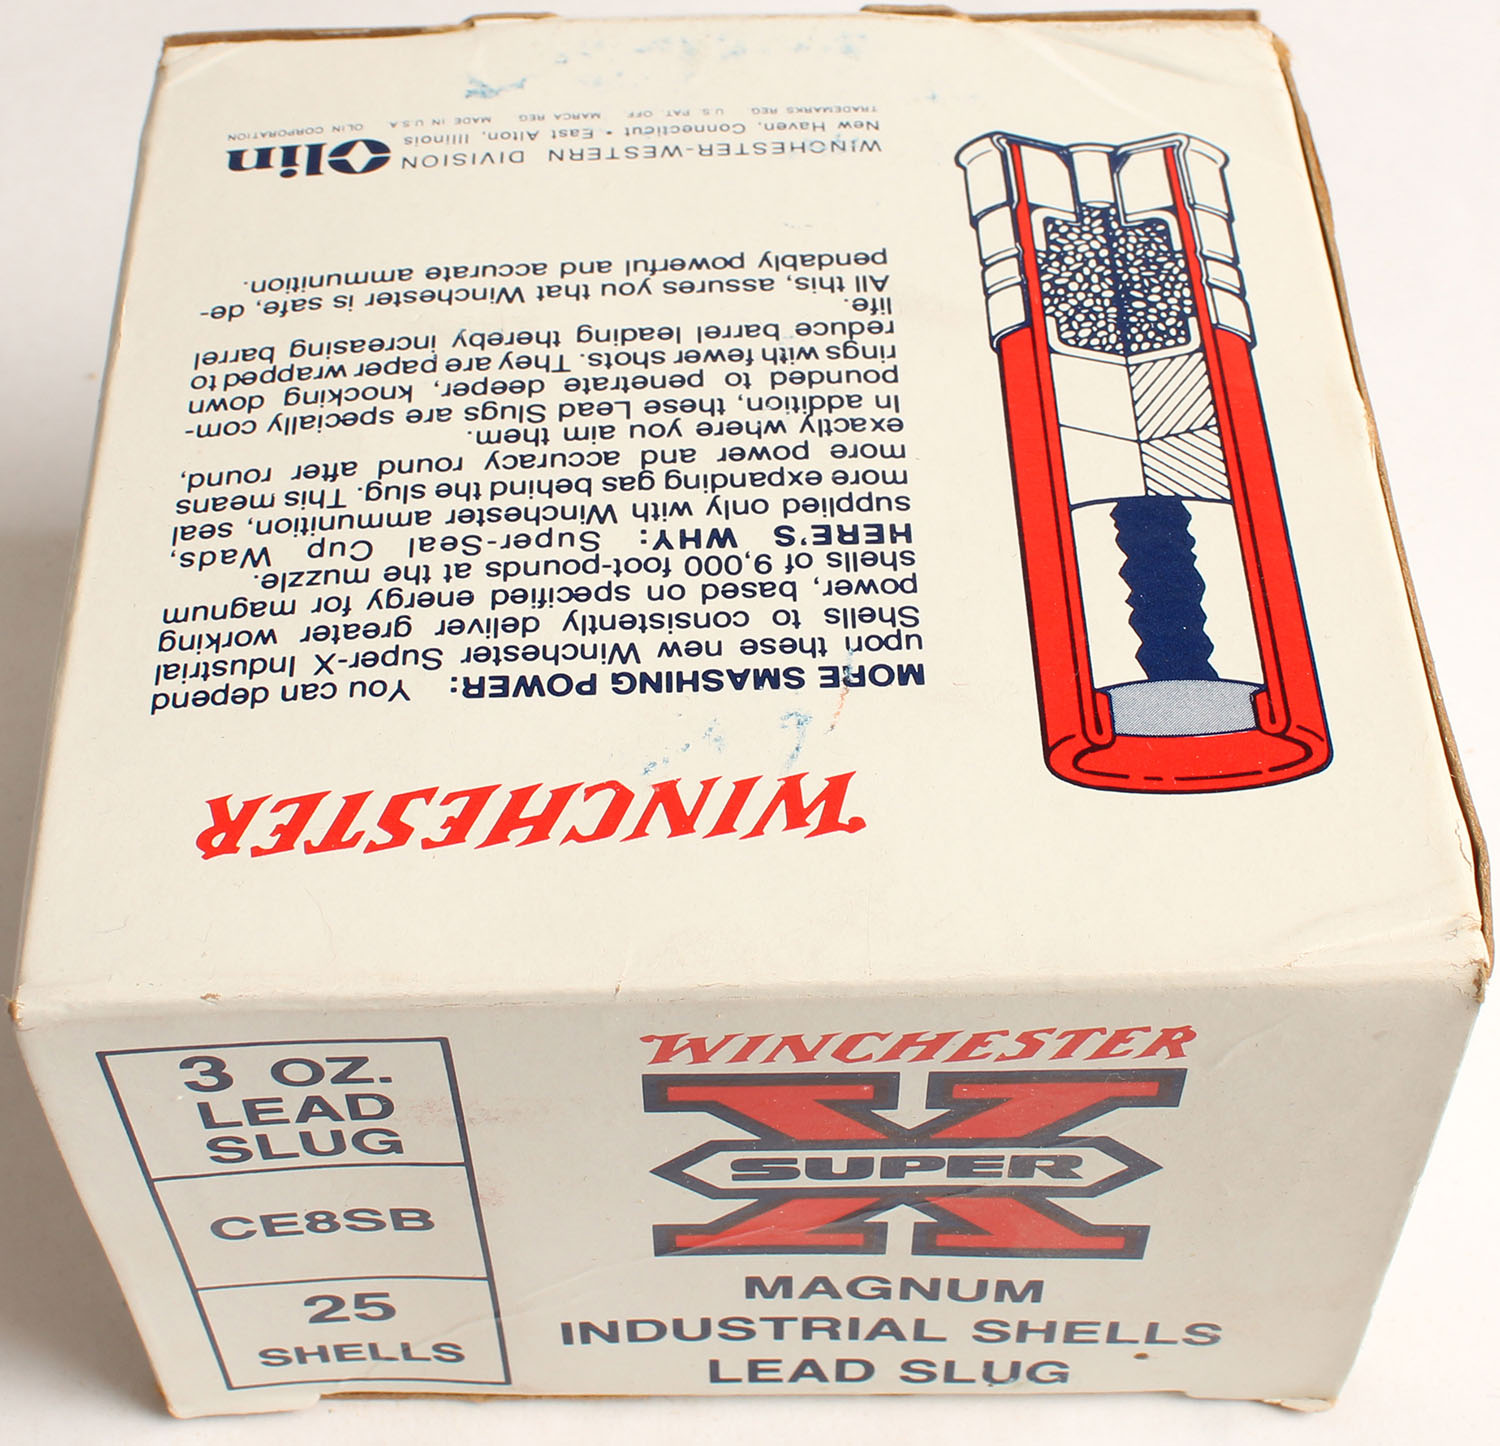 WINCHESTER
MORE SMASHING POWER: You can depend
upon these new Winchester Super-X Industrial
Shells to consistently deliver greater working
power, based on specified energy for magnum
shells of 9,000 foot-pounds at the muzzle.
HERE'S WHY: Super-Seal Cup Wads,
supplied only with Winchester ammunition, seal
more expanding gas behind the slug. This means
more power and accuracy round after round,
exactly where you aim them.
In addition, these Lead Slugs are specially com-
pounded to penetrate deeper, knocking down
rings with fewer shots. They are paper wrapped to
reduce barrel leading thereby increasing barrel
life.
All this, assures you that Winchester is safe, de-
pendably powerful and accurate ammunition.
WINCHESTER-WESTERN DIVISION Olin
New Haven, Connecticut • East Alton, Illinois
TRADEMARKS REG. U.S. PAT. OFF. MARCA REG. MADE IN U.S.A. OLIN CORPORATION
3 OZ.
LEAD
SLUG
CE8SB
25
SHELLS
WINCHESTER
SUPER
X
MAGNUM
INDUSTRIAL SHELLS
LEAD SLUG